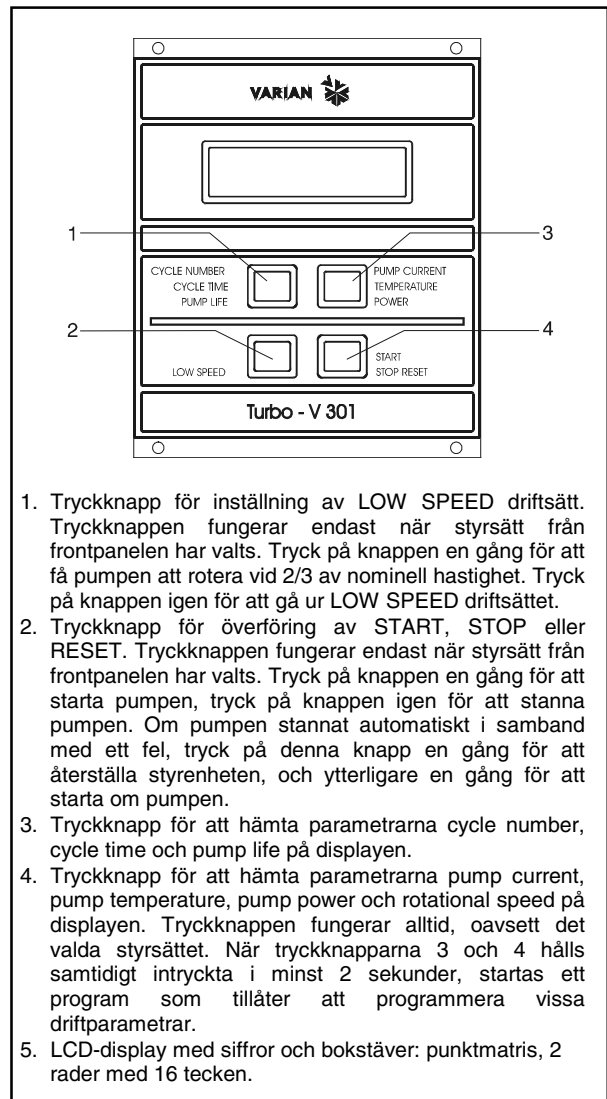 VARIAN
1
3
CYCLE NUMBER
CYCLE TIME
PUMP LIFE
PUMP CURRENT
TEMPERATURE
POWER
2
4
LOW SPEED
START
STOP RESET
Turbo - V 301
1. Tryckknapp för inställning av LOW SPEED driftsätt.
Tryckknappen fungerar endast när styrsätt från
frontpanelen har valts. Tryck på knappen en gång för att
få pumpen att rotera vid 2/3 av nominell hastighet. Tryck
på knappen igen för att gå ur LOW SPEED driftsättet.
2. Tryckknapp för överföring av START, STOP eller
RESET. Tryckknappen fungerar endast när styrsätt från
frontpanelen har valts. Tryck på knappen en gång för att
starta pumpen, tryck på knappen igen för att stanna
pumpen. Om pumpen stannat automatiskt i samband
med ett fel, tryck på denna knapp en gång för att
återställa styrenheten, och ytterligare en gång för att
starta om pumpen.
3. Tryckknapp för att hämta parametrarna cycle number,
cycle time och pump life på displayen.
4. Tryckknapp för att hämta parametrarna pump current,
pump temperature, pump power och rotational speed på
displayen. Tryckknappen fungerar alltid, oavsett det
valda styrsättet. När tryckknapparna 3 och 4 hålls
samtidigt intryckta i minst 2 sekunder, startas ett
program som tillåter att programmera vissa
driftparametrar.
5. LCD-display med siffror och bokstäver: punktmatris, 2
rader med 16 tecken.